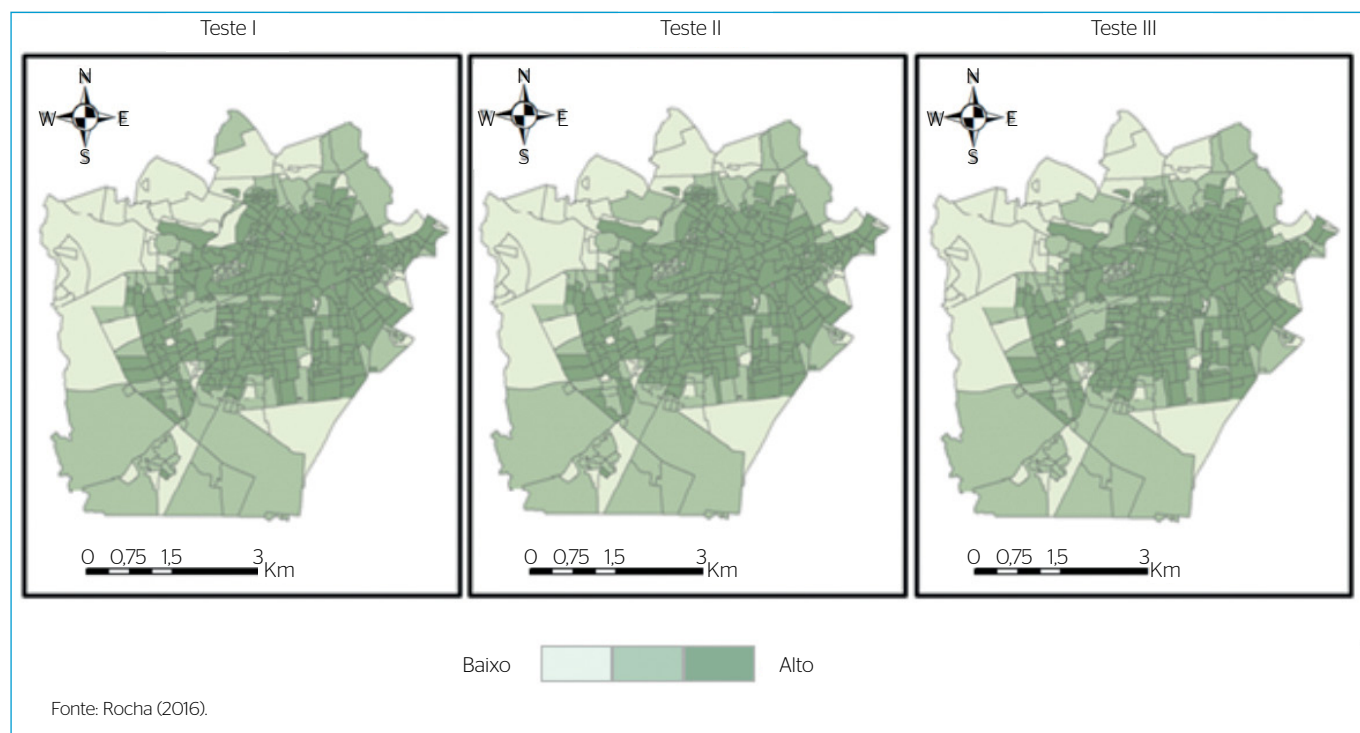 Teste I
Teste II
Teste III
N
W E
S
0 0,75 1,5 3
Km
N
W E
S
0 0,75 1,5 3
Km
N
W E
S
0 0,75 1,5 3
Km
Baixo Alto
Fonte: Rocha (2016).